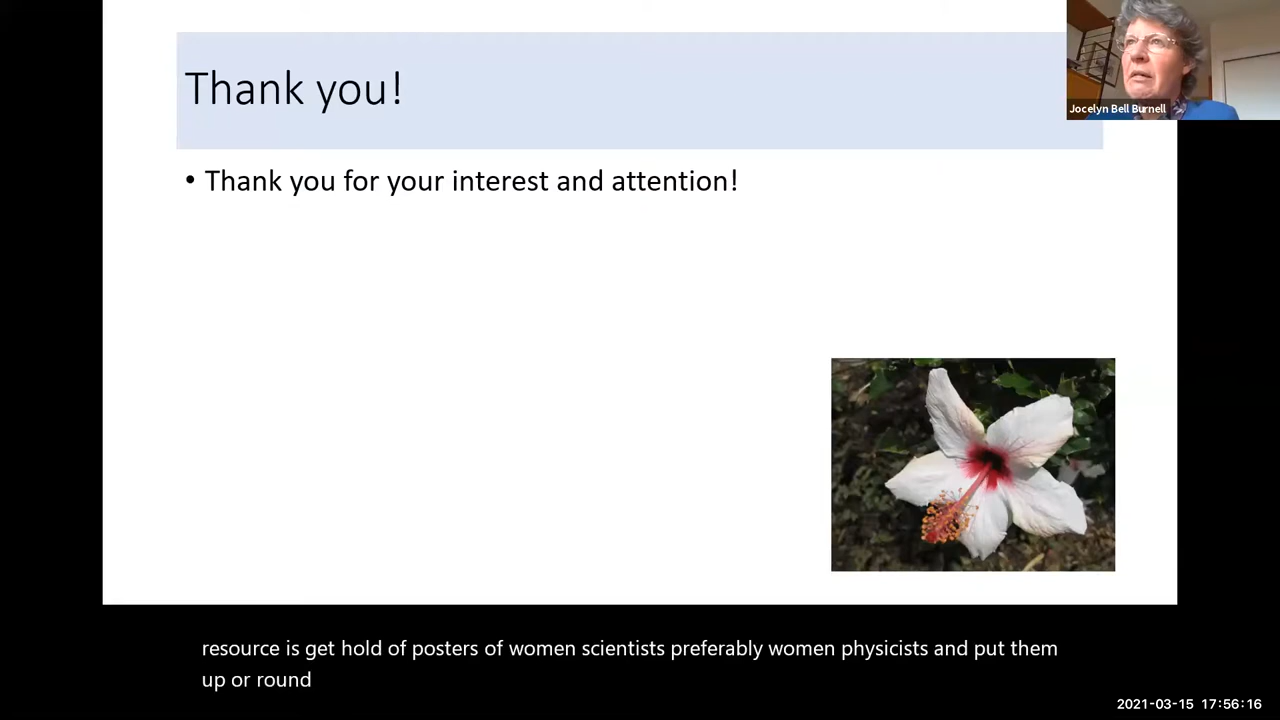 Thank you!
Jocelyn Bell Burnell
• Thank you for your interest and attention!
resource is get hold of posters of women scientists preferably women physicists and put them
up or round
2021-03-15 17:56:16